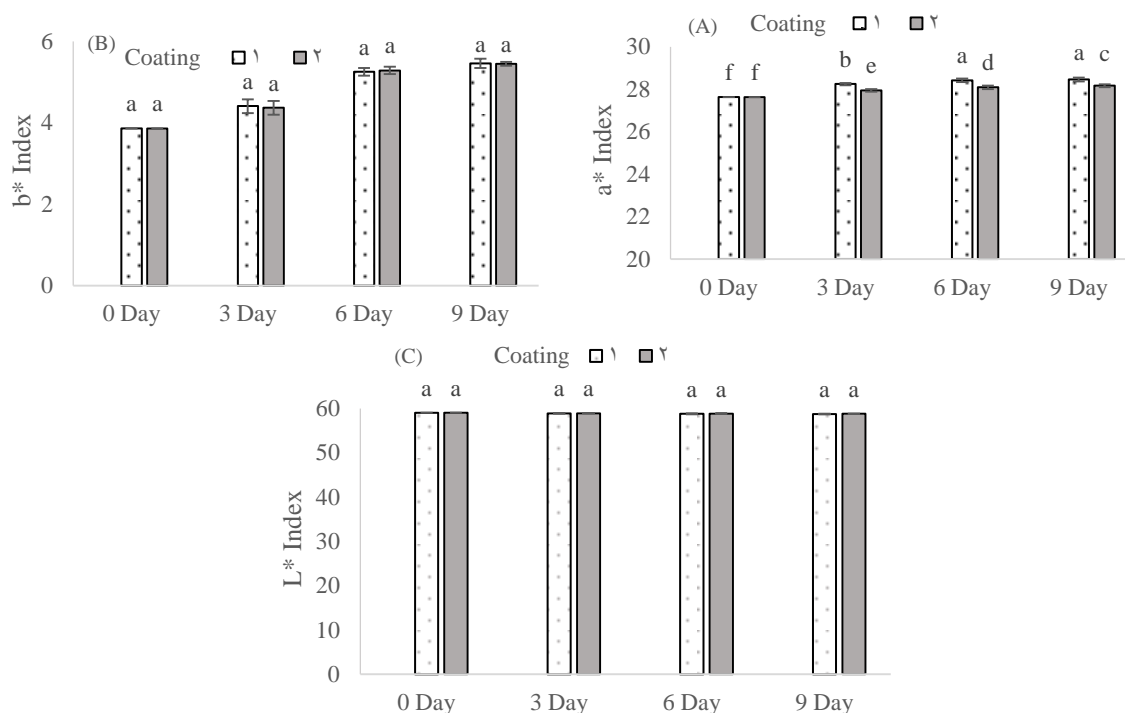 (B)
Coating ١ ٢
a a a a a a a a
6
4
2
0
b* Index
0 Day 3 Day 6 Day 9 Day
(A)
Coating ١ ٢
f f b e a d a c
30
28
26
24
22
20
a* Index
0 Day 3 Day 6 Day 9 Day
(C)
Coating ١ ٢
a a a a a a a a
60
50
40
30
20
10
0
L* Index
0 Day 3 Day 6 Day 9 Day